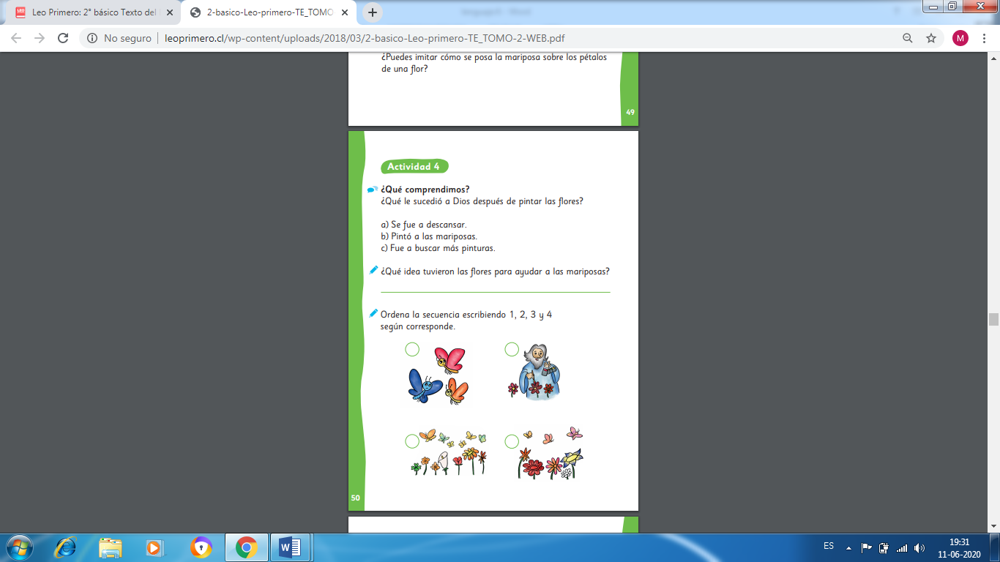 Leo Primero: 2° básico Texto del
2-basico-Leo-primero-TE_TOMO
No seguro
leoprimero.cl/wp-content/uploads/2018/03/2-basico-Leo-primero-TE_TOMO-2-WEB.pdf
M
¿Puedes imitar cómo se posa la mariposa sobre los pétalos
de una flor?
49
Actividad 4
¿Qué comprendimos?
¿Qué le sucedió a Dios después de pintar las flores?
a) Se fue a descansar.
b) Pintó a las mariposas.
c) Fue a buscar más pinturas.
¿Qué idea tuvieron las flores para ayudar a las mariposas?
Ordena la secuencia escribiendo 1, 2, 3 y 4
según corresponde.
50
ES
19:31
11-06-2020